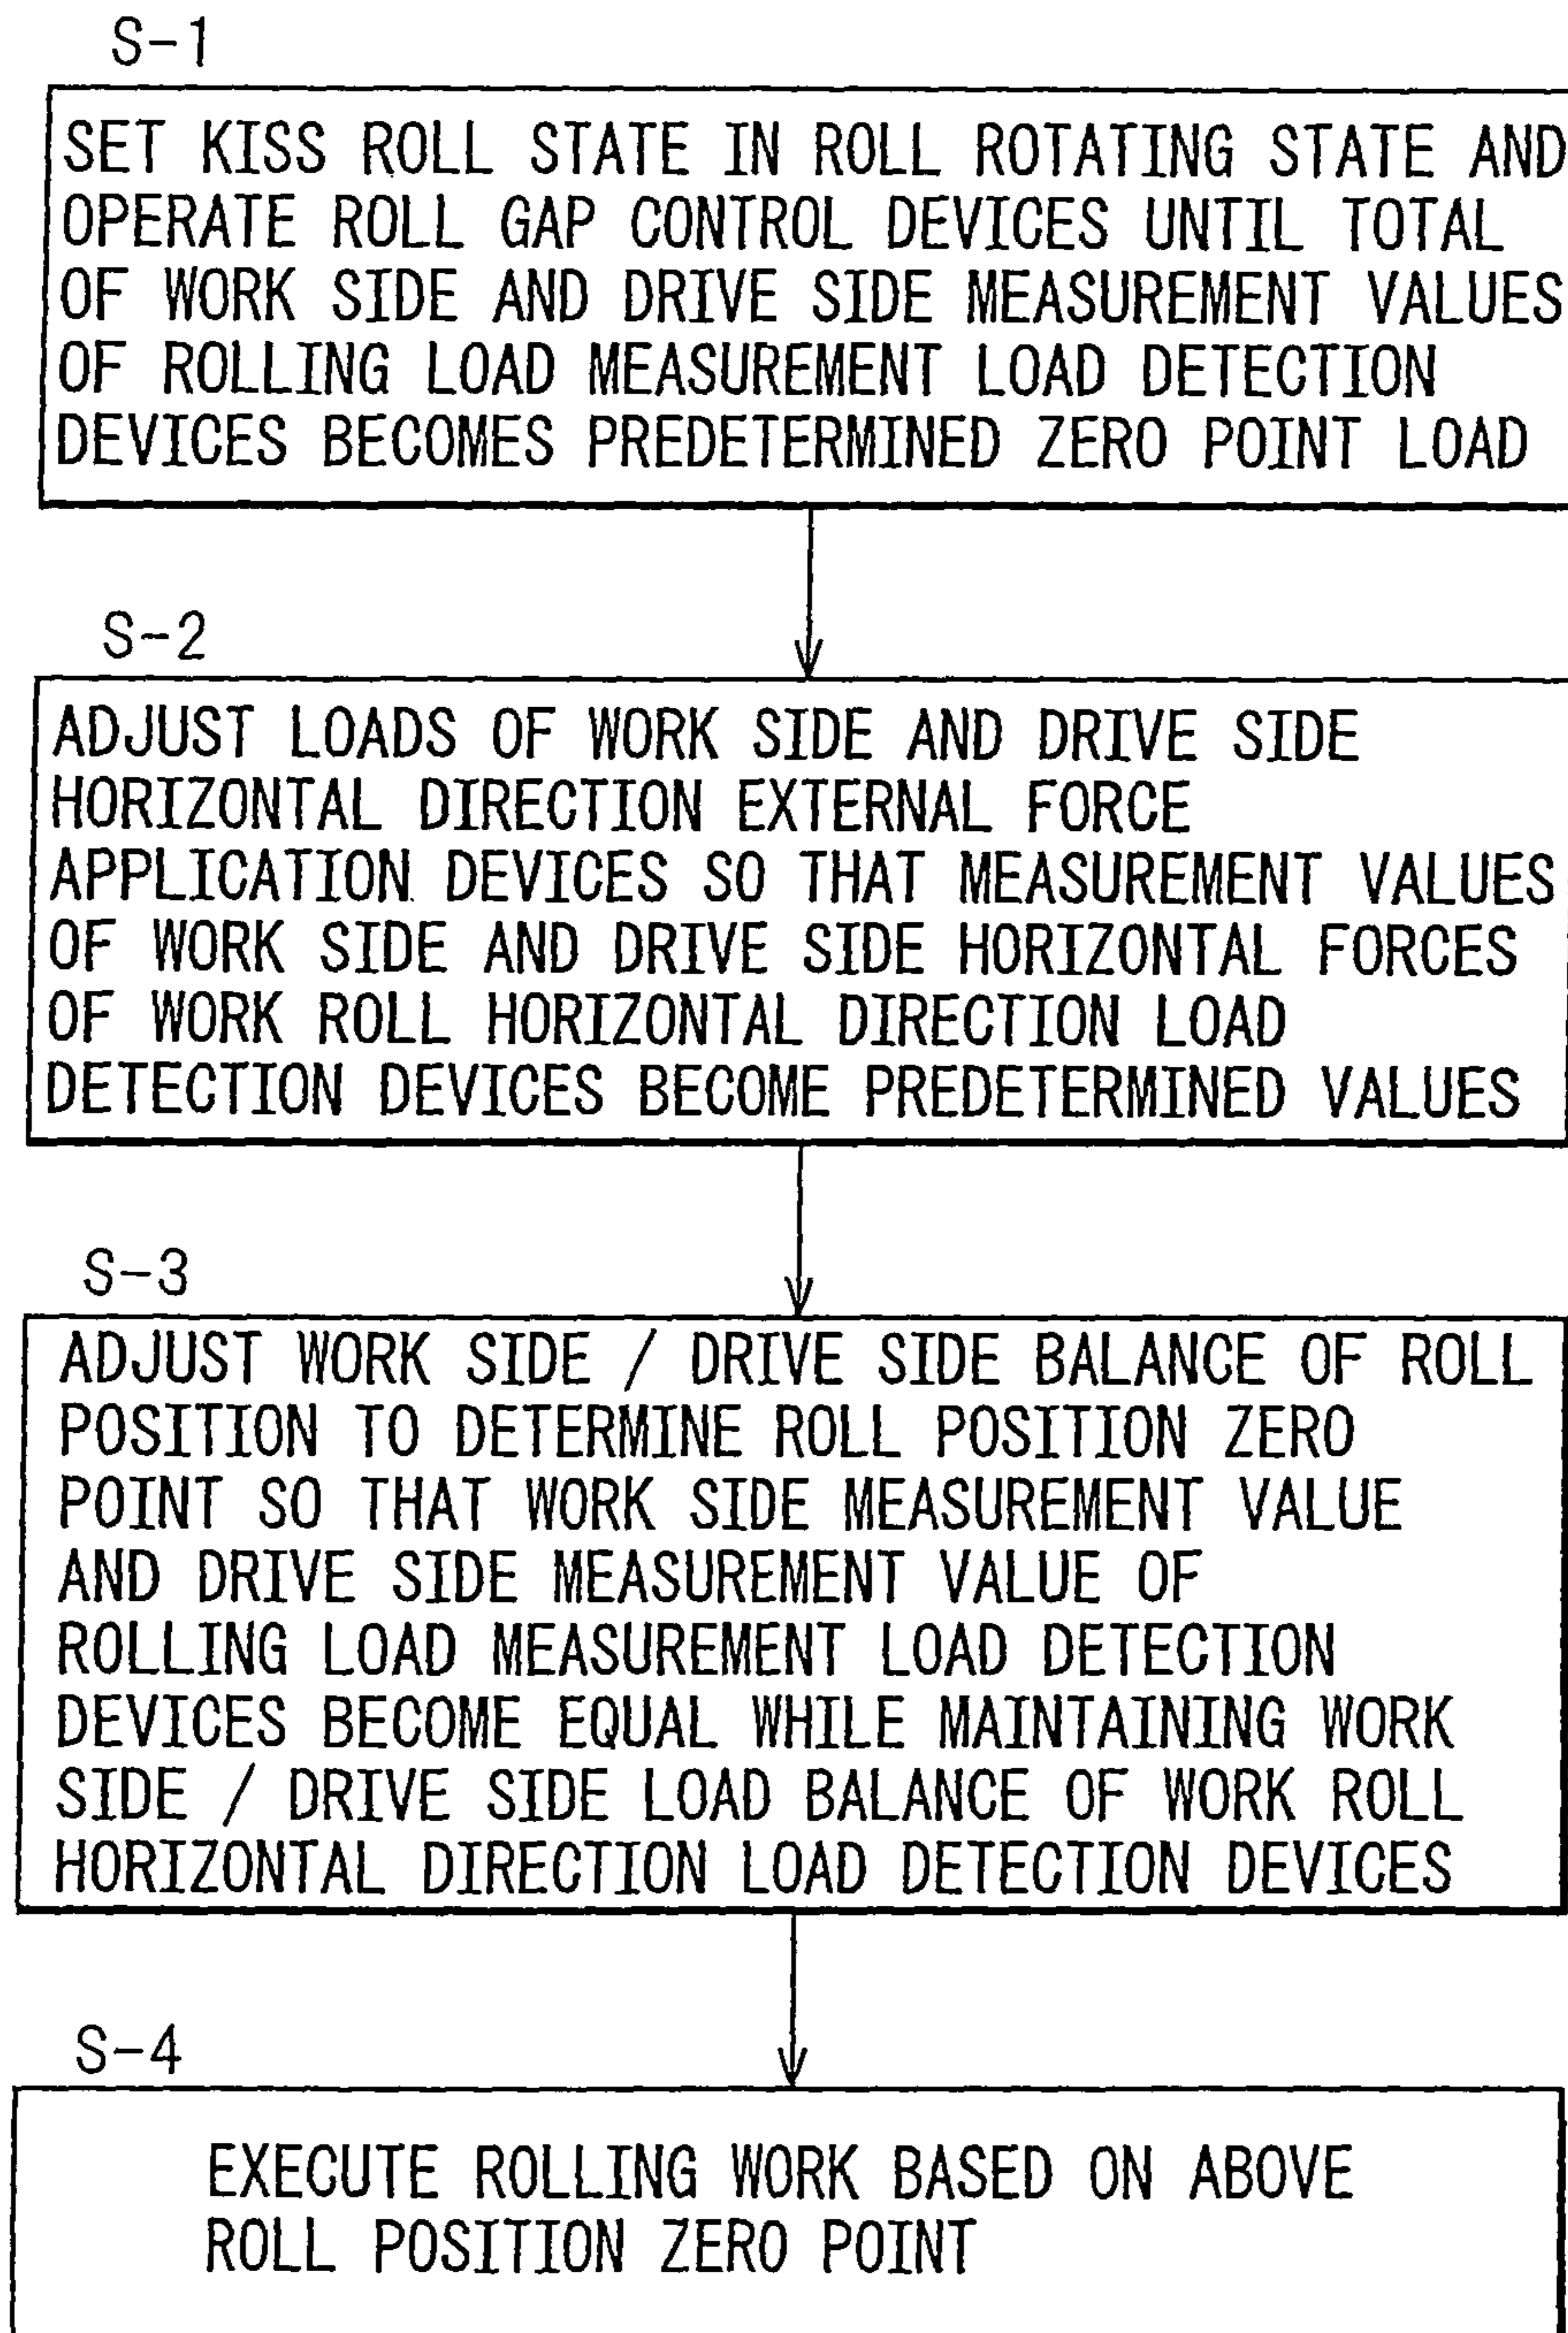 S-1
SET KISS ROLL STATE IN ROLL ROTATING STATE AND
OPERATE ROLL GAP CONTROL DEVICES UNTIL TOTAL
OF WORK SIDE AND DRIVE SIDE MEASUREMENT VALUES
OF ROLLING LOAD MEASUREMENT LOAD DETECTION
DEVICES BECOMES PREDETERMINED ZERO POINT LOAD
S-2
ADJUST LOADS OF WORK SIDE AND DRIVE SIDE
HORIZONTAL DIRECTION EXTERNAL FORCE
APPLICATION DEVICES SO THAT MEASUREMENT VALUES
OF WORK SIDE AND DRIVE SIDE HORIZONTAL FORCES
OF WORK ROLL HORIZONTAL DIRECTION LOAD
DETECTION DEVICES BECOME PREDETERMINED VALUES
S-3
ADJUST WORK SIDE / DRIVE SIDE BALANCE OF ROLL
POSITION TO DETERMINE ROLL POSITION ZERO
POINT SO THAT WORK SIDE MEASUREMENT VALUE
AND DRIVE SIDE MEASUREMENT VALUE OF
ROLLING LOAD MEASUREMENT LOAD DETECTION
DEVICES BECOME EQUAL WHILE MAINTAINING WORK
SIDE / DRIVE SIDE LOAD BALANCE OF WORK ROLL
HORIZONTAL DIRECTION LOAD DETECTION DEVICES
S-4
EXECUTE ROLLING WORK BASED ON ABOVE
ROLL POSITION ZERO POINT